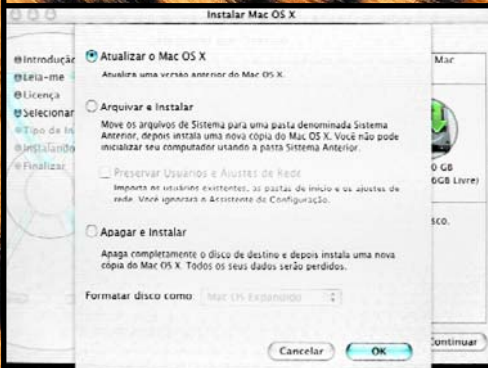 Instalar Mac OS X
Introdução
Leia-me
Licença
Selecionar
Tipo de In
Instalando
Finalizar
Atualizar o Mac OS X
Atualiza uma versão anterior do Mac OS X.
Arquivar e Instalar
Move os arquivos de Sistema para uma pasta denominada Sistema
Anterior, depois instala uma nova cópia do Mac OS X. Você não pode
inicializar seu computador usando a pasta Sistema Anterior.
Preservar Usuários e Ajustes de Rede
Importa os usuários existentes, as pastas de início e os ajustes de
rede. Você ignorará o Assistente de Configuração.
Apagar e Instalar
Apaga completamente o disco de destino e depois instala uma nova
cópia do Mac OS X. Todos os seus dados serão perdidos.
Formatar disco como: Mac OS Expandido
Cancelar
OK
Mac
0 GB
6GB Livre)
sco.
ontinuar